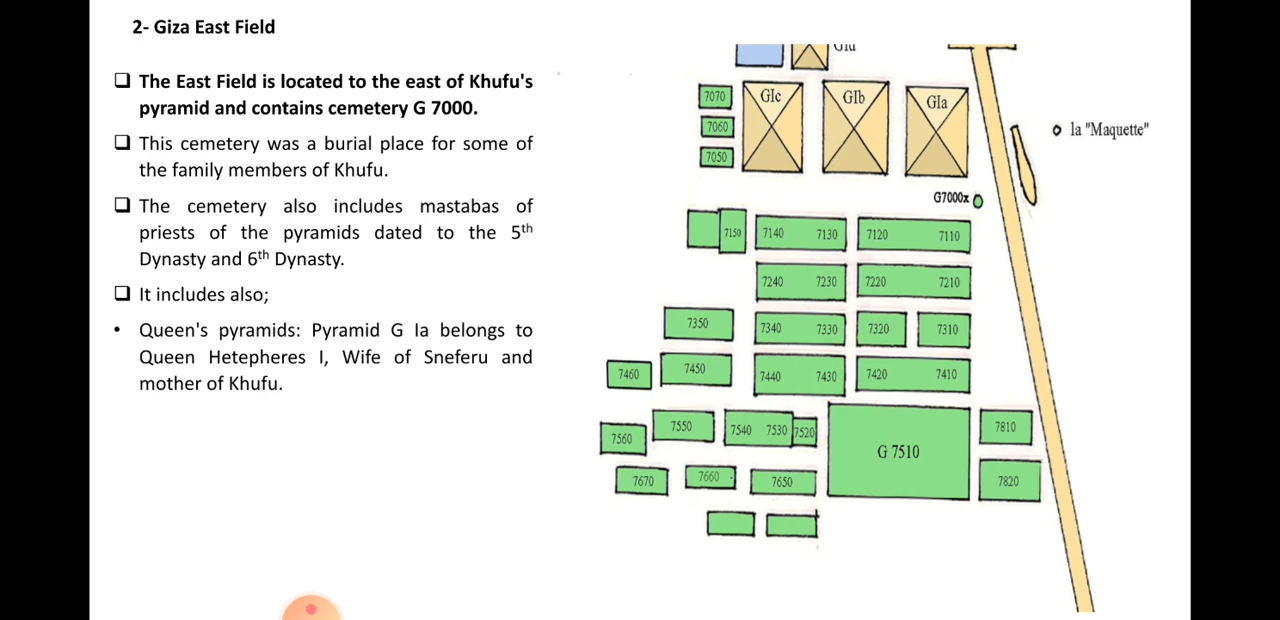 2- Giza East Field
The East Field is located to the east of Khufu's
pyramid and contains cemetery G 7000.
This cemetery was a burial place for some of
the family members of Khufu.
The cemetery also includes mastabas of
priests of the pyramids dated to the 5th
Dynasty and 6th Dynasty.
It includes also;
• Queen's pyramids: Pyramid G Ia belongs to
Queen Hetepheres I, Wife of Sneferu and
mother of Khufu.
GId
7070 GIc GIb GIa
7060
7050
la "Maquette"
G7000x
7150 7140 7130 7120 7110
7240 7230 7220 7210
7350 7340 7330 7320 7310
7460 7450 7440 7430 7420 7410
7560 7550 7540 7530 7520 G 7510 7810
7670 7660 7650 7820